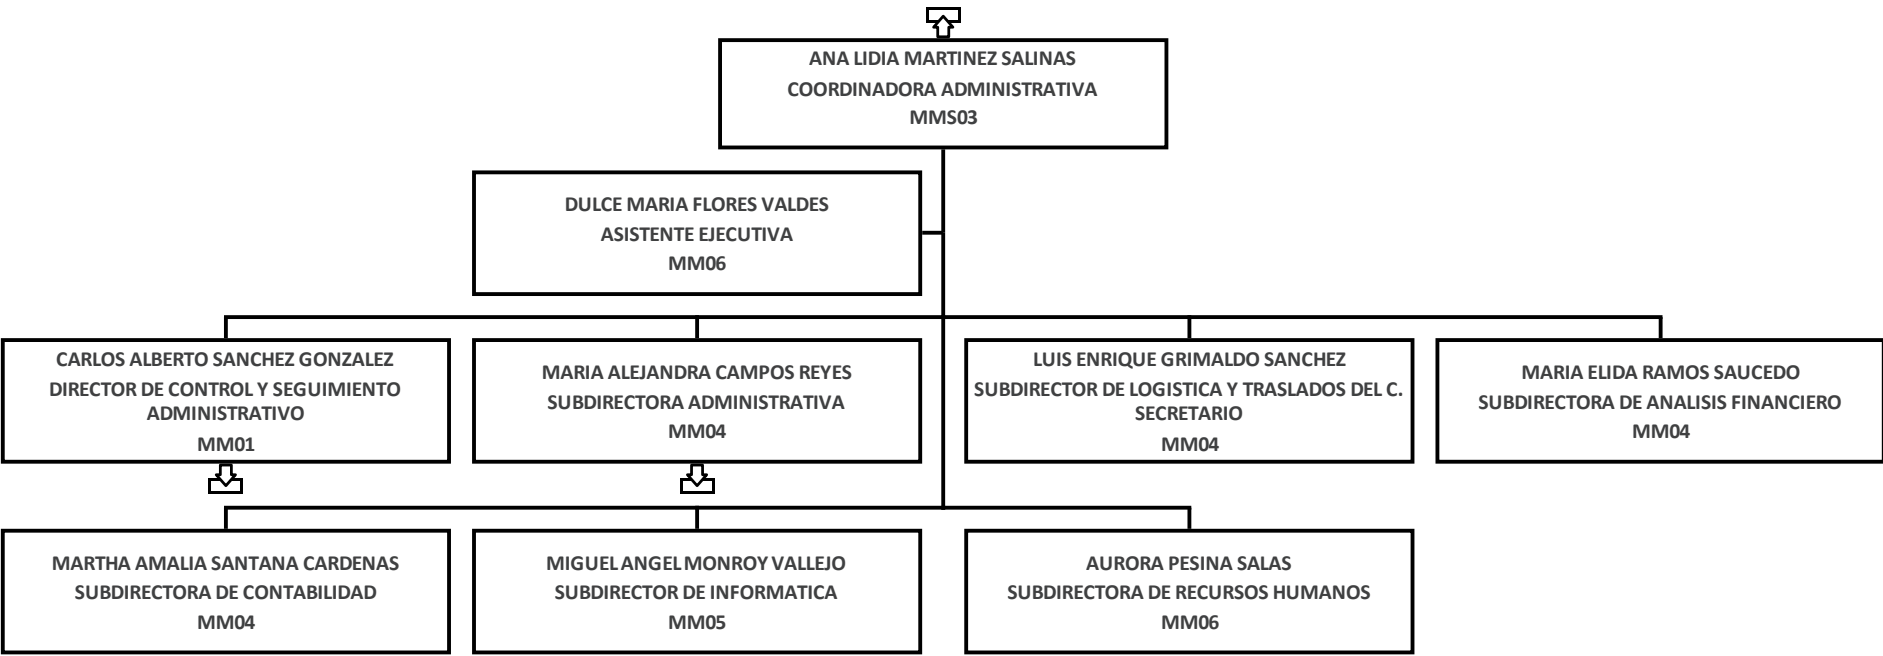 ANA LIDIA MARTINEZ SALINAS
COORDINADORA ADMINISTRATIVA
MMS03
DULCE MARIA FLORES VALDES
ASISTENTE EJECUTIVA
MM06
CARLOS ALBERTO SANCHEZ GONZALEZ
DIRECTOR DE CONTROL Y SEGUIMIENTO
ADMINISTRATIVO
MM01
MARIA ALEJANDRA CAMPOS REYES
SUBDIRECTORA ADMINISTRATIVA
MM04
LUIS ENRIQUE GRIMALDO SANCHEZ
SUBDIRECTOR DE LOGISTICA Y TRASLADOS DEL C.
SECRETARIO
MM04
MARIA ELIDA RAMOS SAUCEDO
SUBDIRECTORA DE ANALISIS FINANCIERO
MM04
MARTHA AMALIA SANTANA CARDENAS
SUBDIRECTORA DE CONTABILIDAD
MM04
MIGUEL ANGEL MONROY VALLEJO
SUBDIRECTOR DE INFORMATICA
MM05
AURORA PESINA SALAS
SUBDIRECTORA DE RECURSOS HUMANOS
MM06